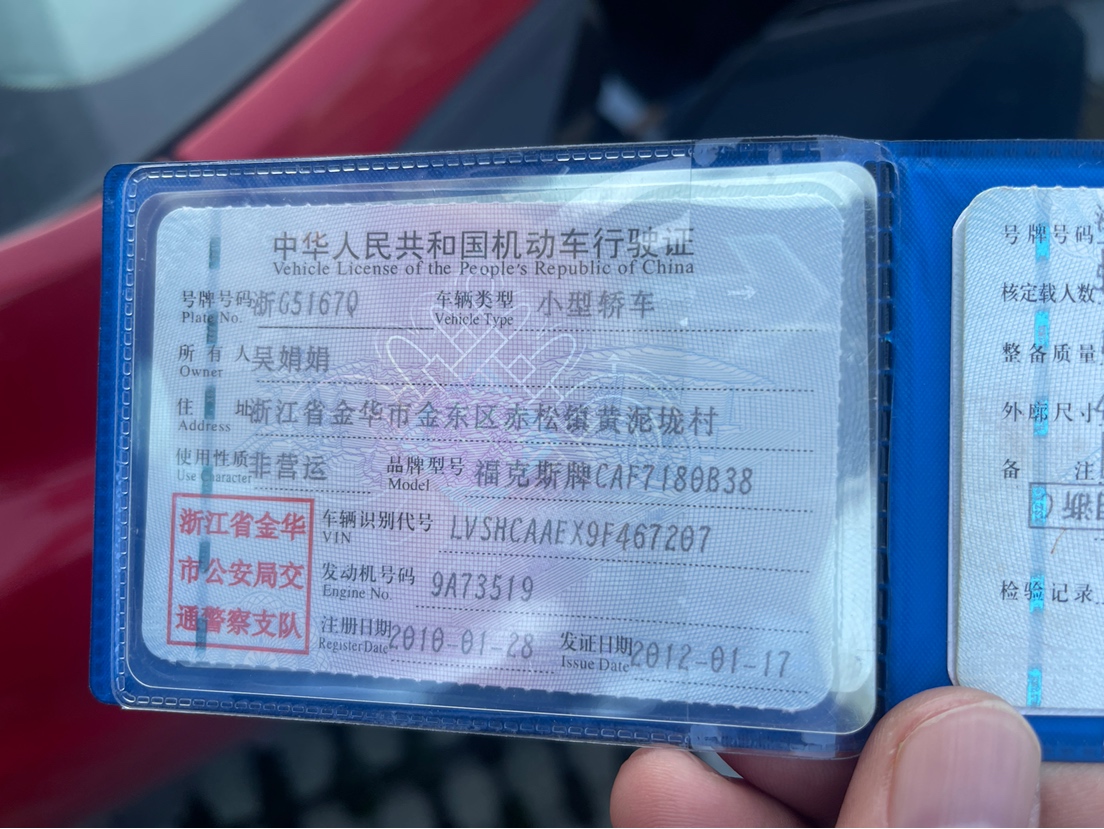 中华人民共和国机动车行驶证
Vehicle License of the People's Republic of China
号牌号码 浙G5167Q 车辆类型 小型轿车
Plate No. Vehicle Type
所有人 吴娟娟
Owner
住址 浙江省金华市金东区赤松镇黄泥垅村
Address
使用性质 非营运 品牌型号 福克斯牌CAF7180B38
Use Character Model
浙江省金华
市公安局交
通警察支队
车辆识别代号 LVSHCAAEX9F467207
VIN
发动机号码 9A73519
Engine No.
注册日期 2010-01-28 发证日期 2012-01-17
Register Date Issue Date
号牌号码
核定载人数
整备质量
外廓尺寸
备注
检验记录